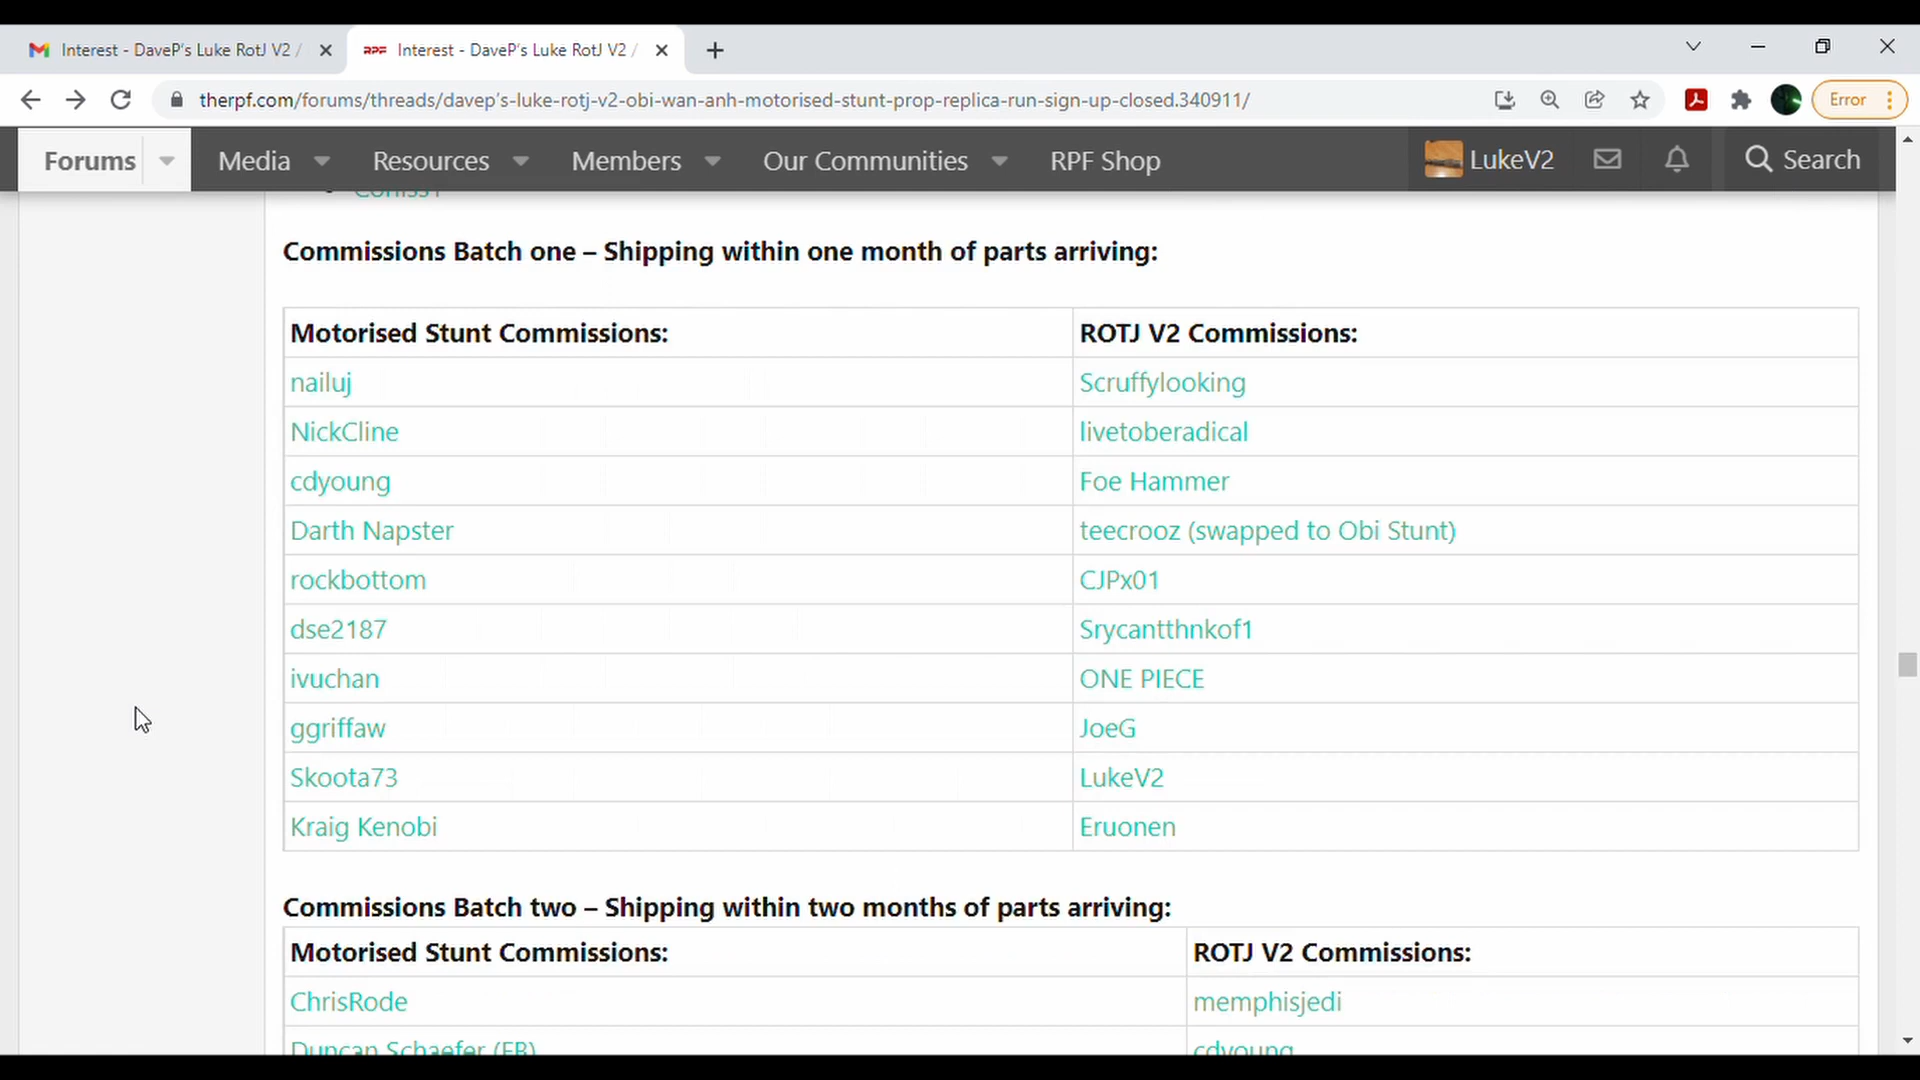 Interest - DaveP's Luke RotJ V2 /
RPF Interest - DaveP's Luke RotJ V2 /
therpf.com/forums/threads/davep's-luke-rotj-v2-obi-wan-anh-motorised-stunt-prop-replica-run-sign-up-closed.340911/
Error
Forums Media Resources Members Our Communities RPF Shop LukeV2 Search
Commissions Batch one – Shipping within one month of parts arriving:
Motorised Stunt Commissions: ROTJ V2 Commissions:
nailuj Scruffylooking
NickCline livetoberadical
cdyoung Foe Hammer
Darth Napster teecrooz (swapped to Obi Stunt)
rockbottom CJPx01
dse2187 Srycantthnkof1
ivuchan ONE PIECE
ggriffaw JoeG
Skoota73 LukeV2
Kraig Kenobi Eruonen
Commissions Batch two – Shipping within two months of parts arriving:
Motorised Stunt Commissions: ROTJ V2 Commissions:
ChrisRode memphisjedi
Duncan Schaefer (FB) cdyoung